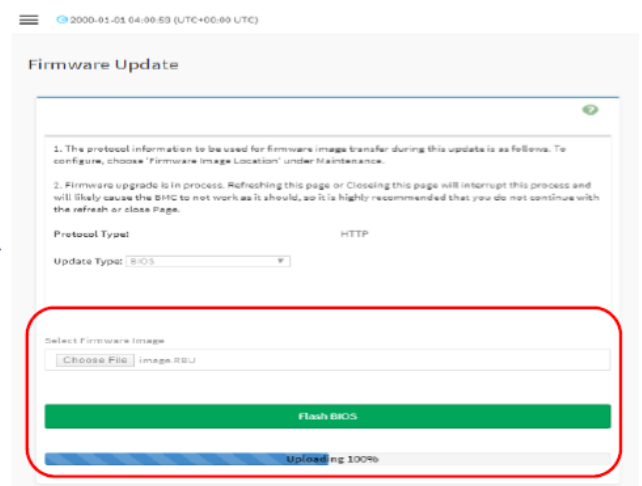 2000-01-01 04:00:53 (UTC+00:00 UTC)
Firmware Update
1. The protocol information to be used for firmware image transfer during this update is as follows. To
configure, choose 'Firmware Image Location' under Maintenance.
2. Firmware upgrade is in process. Refreshing this page or Closeing this page will interrupt this process and
will likely cause the BMC to not work as it should, so it is highly recommended that you do not continue with
the refresh or close Page.
Protocol Type: HTTP
Update Type: BIOS
Select Firmware Image
Choose File image.RBU
Flash BIOS
Uploading 100%